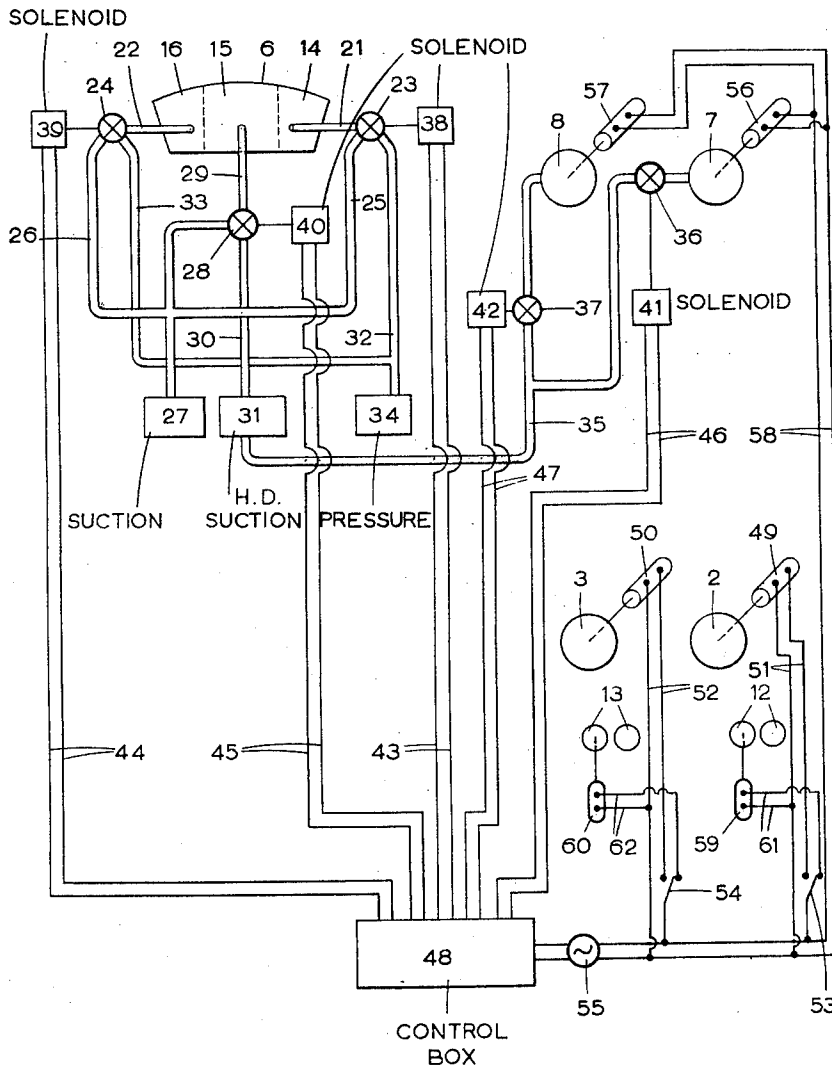 SOLENOID
22 16 15 6 14 21 SOLENOID
24 23 57 56
39 38 8 7
29
33 25
26 40 36
28 42 37 41 SOLENOID
30 32
27 31 34 35 46 58
47
SUCTION H.D. SUCTION PRESSURE
50 49
3 2
51
52
13 12
44 45 43
60 62 59 61
54
48
55 53
CONTROL
BOX